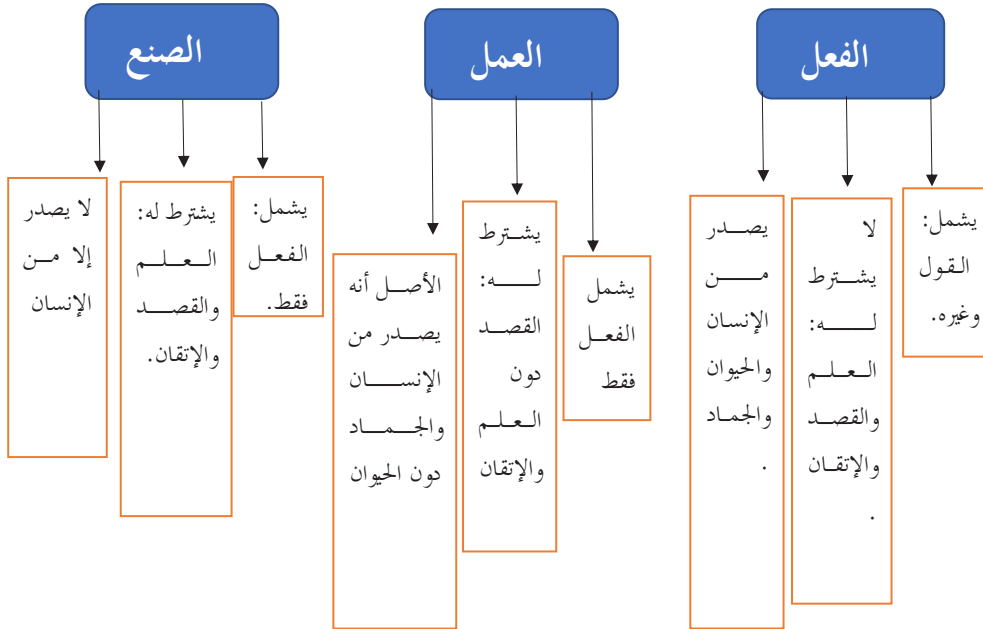 الفعل
يشمل:
القول
وغيره.
لا
يشترط
له:
العلم
والقصد
والإتقان
.
يصدر
من
الإنسان
والحيوان
والجماد
.
العمل
يشمل
الفعل
فقط
يشترط
له:
القصد
دون
العلم
والإتقان
الأصل أنه
يصدر من
الإنسان
والجماد
دون الحيوان
الصنع
يشمل:
الفعل
فقط.
يشترط له:
العلم
والقصد
والإتقان.
لا يصدر
إلا من
الإنسان